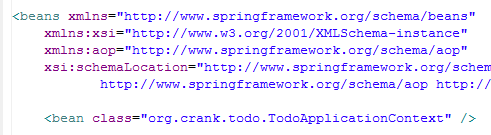 <beans xmlns="http://www.springframework.org/schema/beans"
xmlns:xsi="http://www.w3.org/2001/XMLSchema-instance"
xmlns:aop="http://www.springframework.org/schema/aop"
xsi:schemaLocation="http://www.springframework.org/schem
http://www.springframework.org/schema/aop http:/
<bean class="org.crank.todo.TodoApplicationContext" />